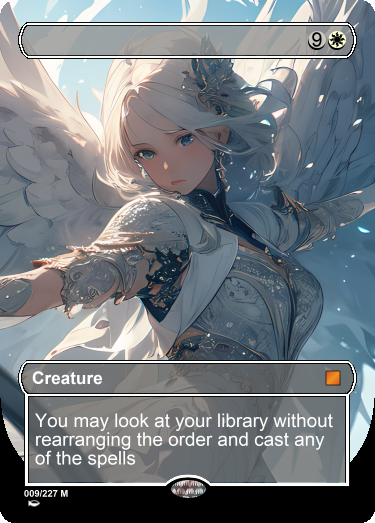 9
Creature
You may look at your library without
rearranging the order and cast any
of the spells
009/227 M